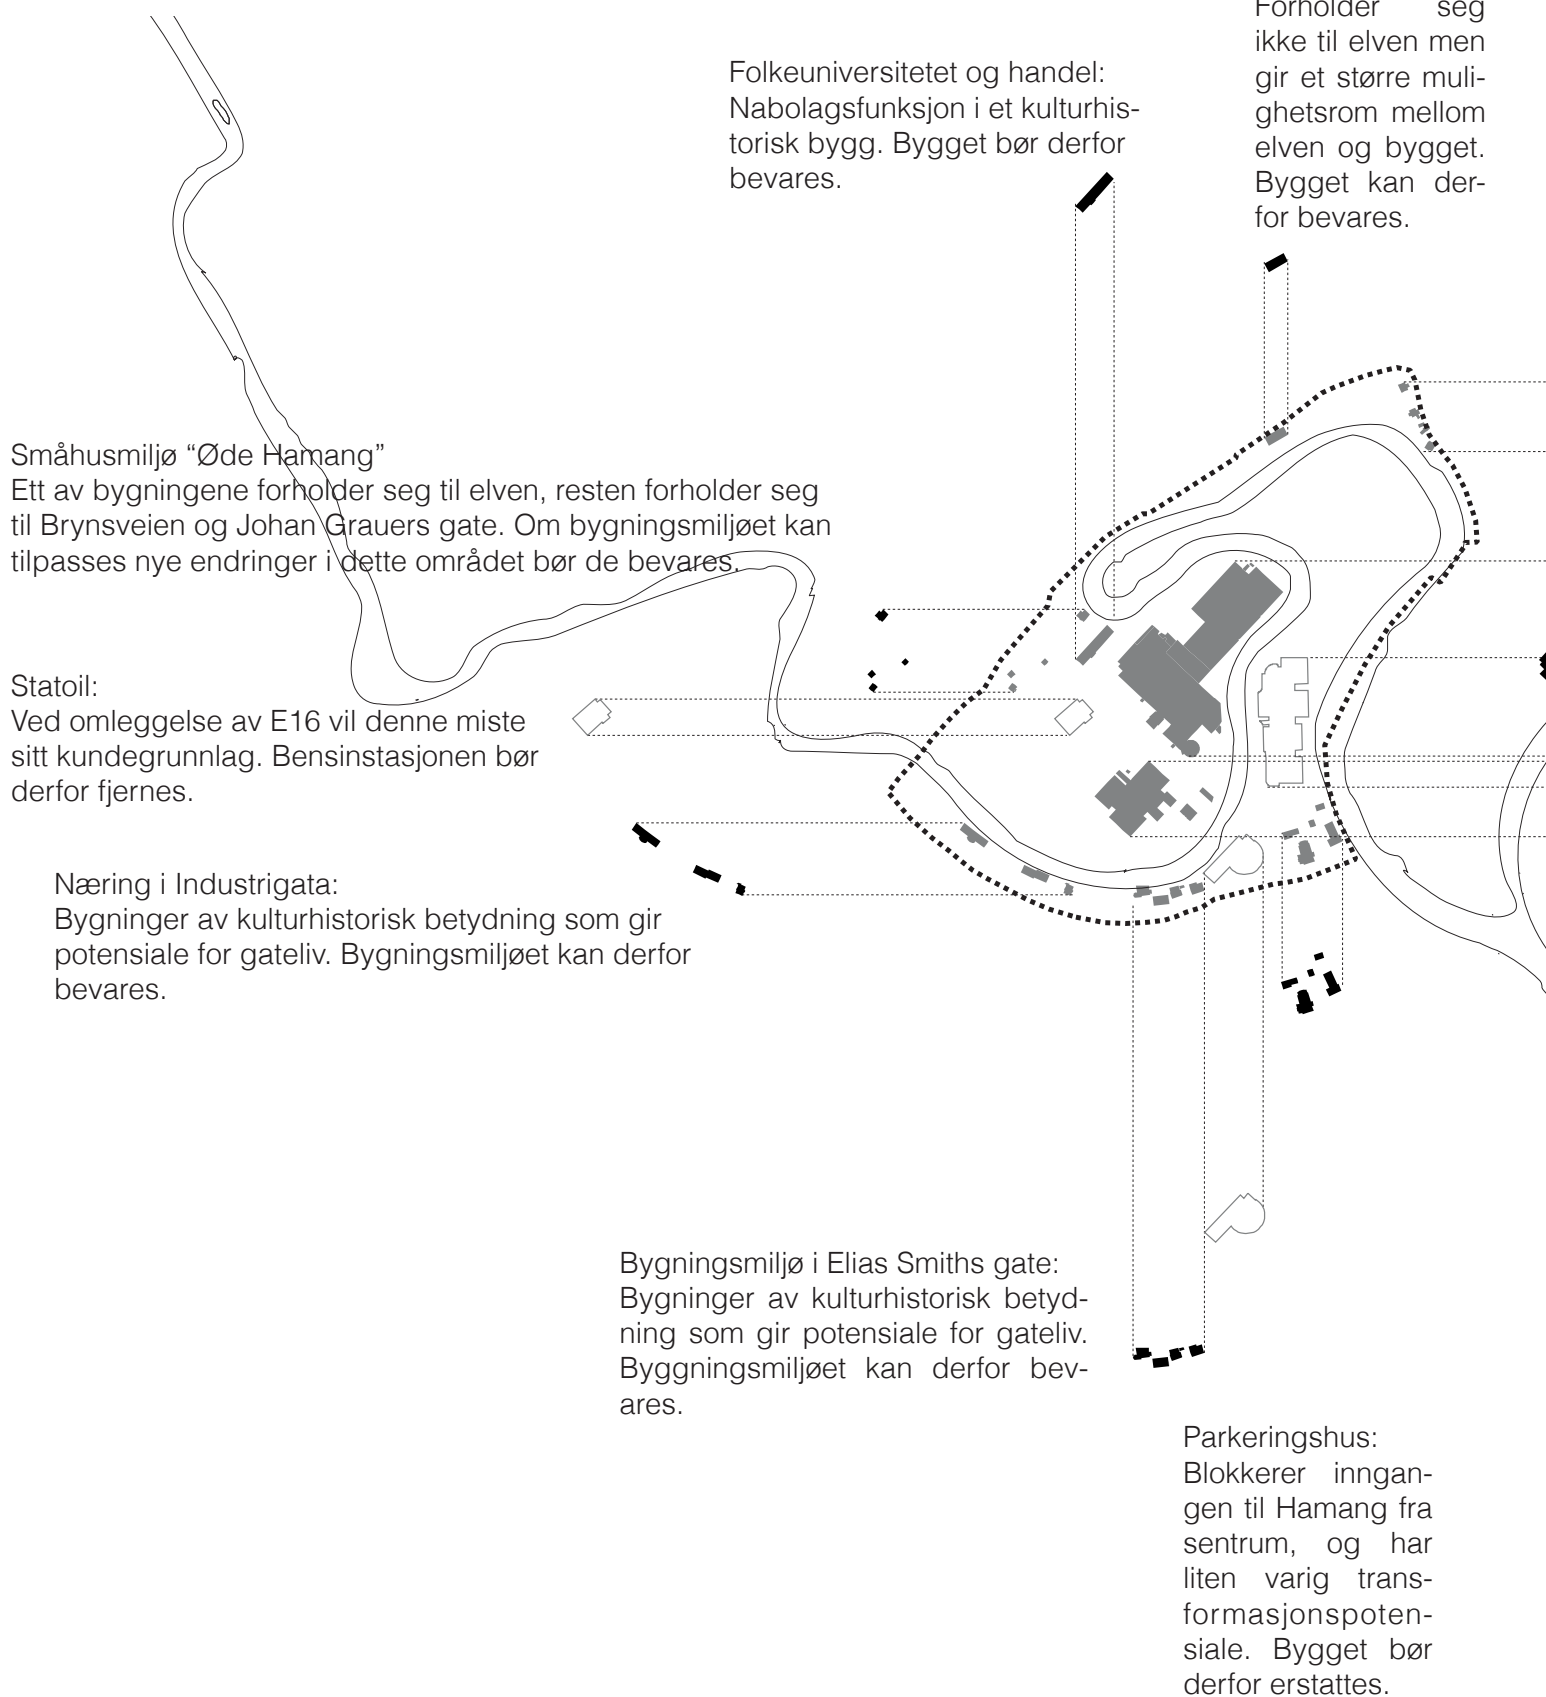 Forholder seg
ikke til elven men
gir et større muli-
ghetsrom mellom
elven og bygget.
Bygget kan der-
for bevares.
Folkeuniversitetet og handel:
Nabolagsfunksjon i et kulturhis-
torisk bygg. Bygget bør derfor
bevares.
Småhusmiljø “Øde Hamang”
Ett av bygningene forholder seg til elven, resten forholder seg
til Brynsveien og Johan Grauers gate. Om bygningsmiljøet kan
tilpasses nye endringer i dette området bør de bevares.
Statoil:
Ved omleggelse av E16 vil denne miste
sitt kundegrunnlag. Bensinstasjonen bør
derfor fjernes.
Næring i Industrigata:
Bygninger av kulturhistorisk betydning som gir
potensiale for gateliv. Bygningsmiljøet kan derfor
bevares.
Bygningsmiljø i Elias Smiths gate:
Bygninger av kulturhistorisk betyd-
ning som gir potensiale for gateliv.
Byggningsmiljøet kan derfor bev-
ares.
Parkeringshus:
Blokkerer inngan-
gen til Hamang fra
sentrum, og har
liten varig trans-
formasjonspoten-
siale. Bygget bør
derfor erstattes.